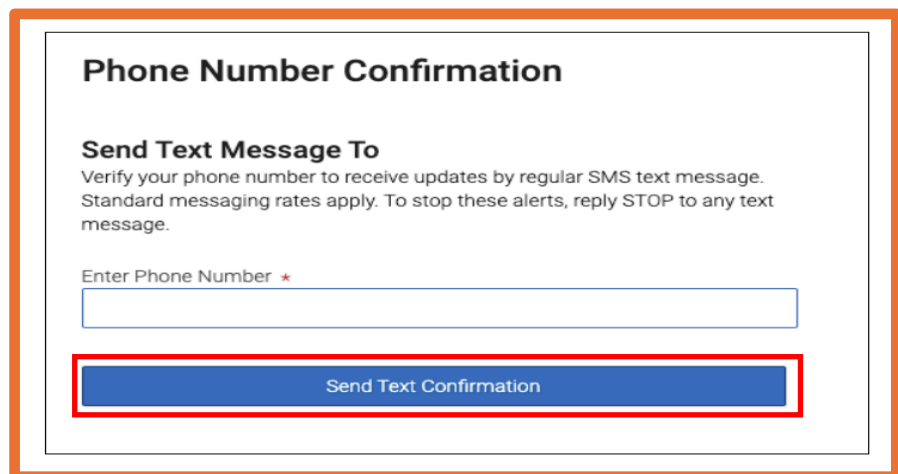 Phone Number Confirmation
Send Text Message To
Verify your phone number to receive updates by regular SMS text message.
Standard messaging rates apply. To stop these alerts, reply STOP to any text
message.
Enter Phone Number *
Send Text Confirmation